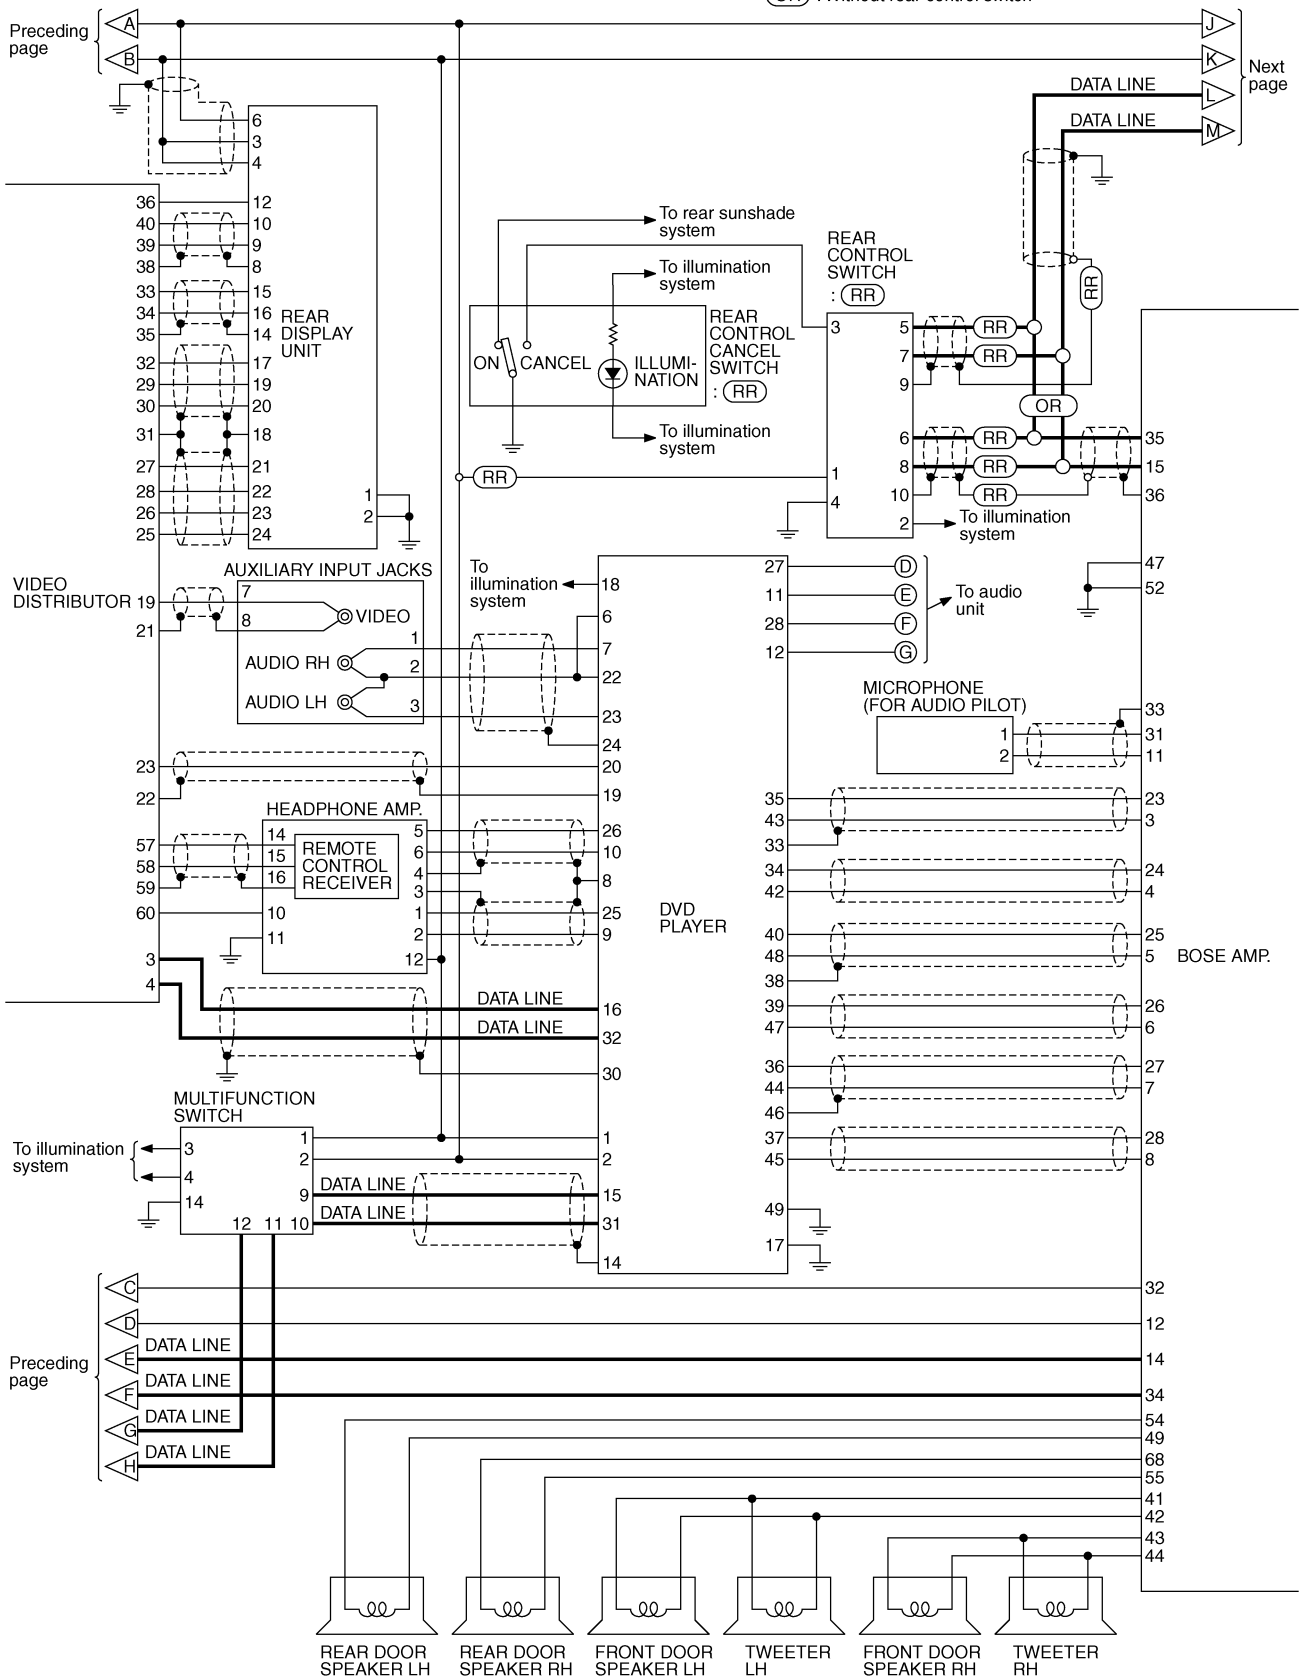 OR : Without rear control switch
Preceding
page
A
B
J
K
L
M
Next
page
DATA LINE
DATA LINE
6
3
4
36
40
39
38
33
34
35
32
29
30
31
27
28
26
25
12
10
9
8
15
16
14
17
19
20
18
21
22
23
24
1
2
REAR
DISPLAY
UNIT
To rear sunshade
system
To illumination
system
ON
CANCEL
ILLUMI-
NATION
REAR
CONTROL
CANCEL
SWITCH
: RR
To illumination
system
RR
REAR
CONTROL
SWITCH
: RR
3
1
4
5
7
9
6
8
10
2
RR
RR
RR
RR
RR
RR
OR
To illumination
system
35
15
36
47
52
VIDEO
DISTRIBUTOR
19
21
AUXILIARY INPUT JACKS
7
8
VIDEO
AUDIO RH
AUDIO LH
1
2
3
To
illumination
system
18
6
7
22
23
24
20
19
26
10
8
25
9
16
32
30
1
2
15
31
14
DVD
PLAYER
27
11
28
12
D
E
F
G
To audio
unit
MICROPHONE
(FOR AUDIO PILOT)
1
2
33
31
11
23
22
57
58
59
60
3
4
HEADPHONE AMP.
14
15
16
10
11
REMOTE
CONTROL
RECEIVER
5
6
4
3
1
2
12
DATA LINE
DATA LINE
35
43
33
34
42
40
48
38
39
47
36
44
46
37
45
49
17
23
3
24
4
25
5
26
6
27
7
28
8
BOSE AMP.
MULTIFUNCTION
SWITCH
To illumination
system
3
4
14
1
2
9
12
11
10
DATA LINE
DATA LINE
Preceding
page
C
D
E
F
G
H
DATA LINE
DATA LINE
DATA LINE
DATA LINE
32
12
14
34
54
49
68
55
41
42
43
44
REAR DOOR
SPEAKER LH
REAR DOOR
SPEAKER RH
FRONT DOOR
SPEAKER LH
TWEETER
LH
FRONT DOOR
SPEAKER RH
TWEETER
RH